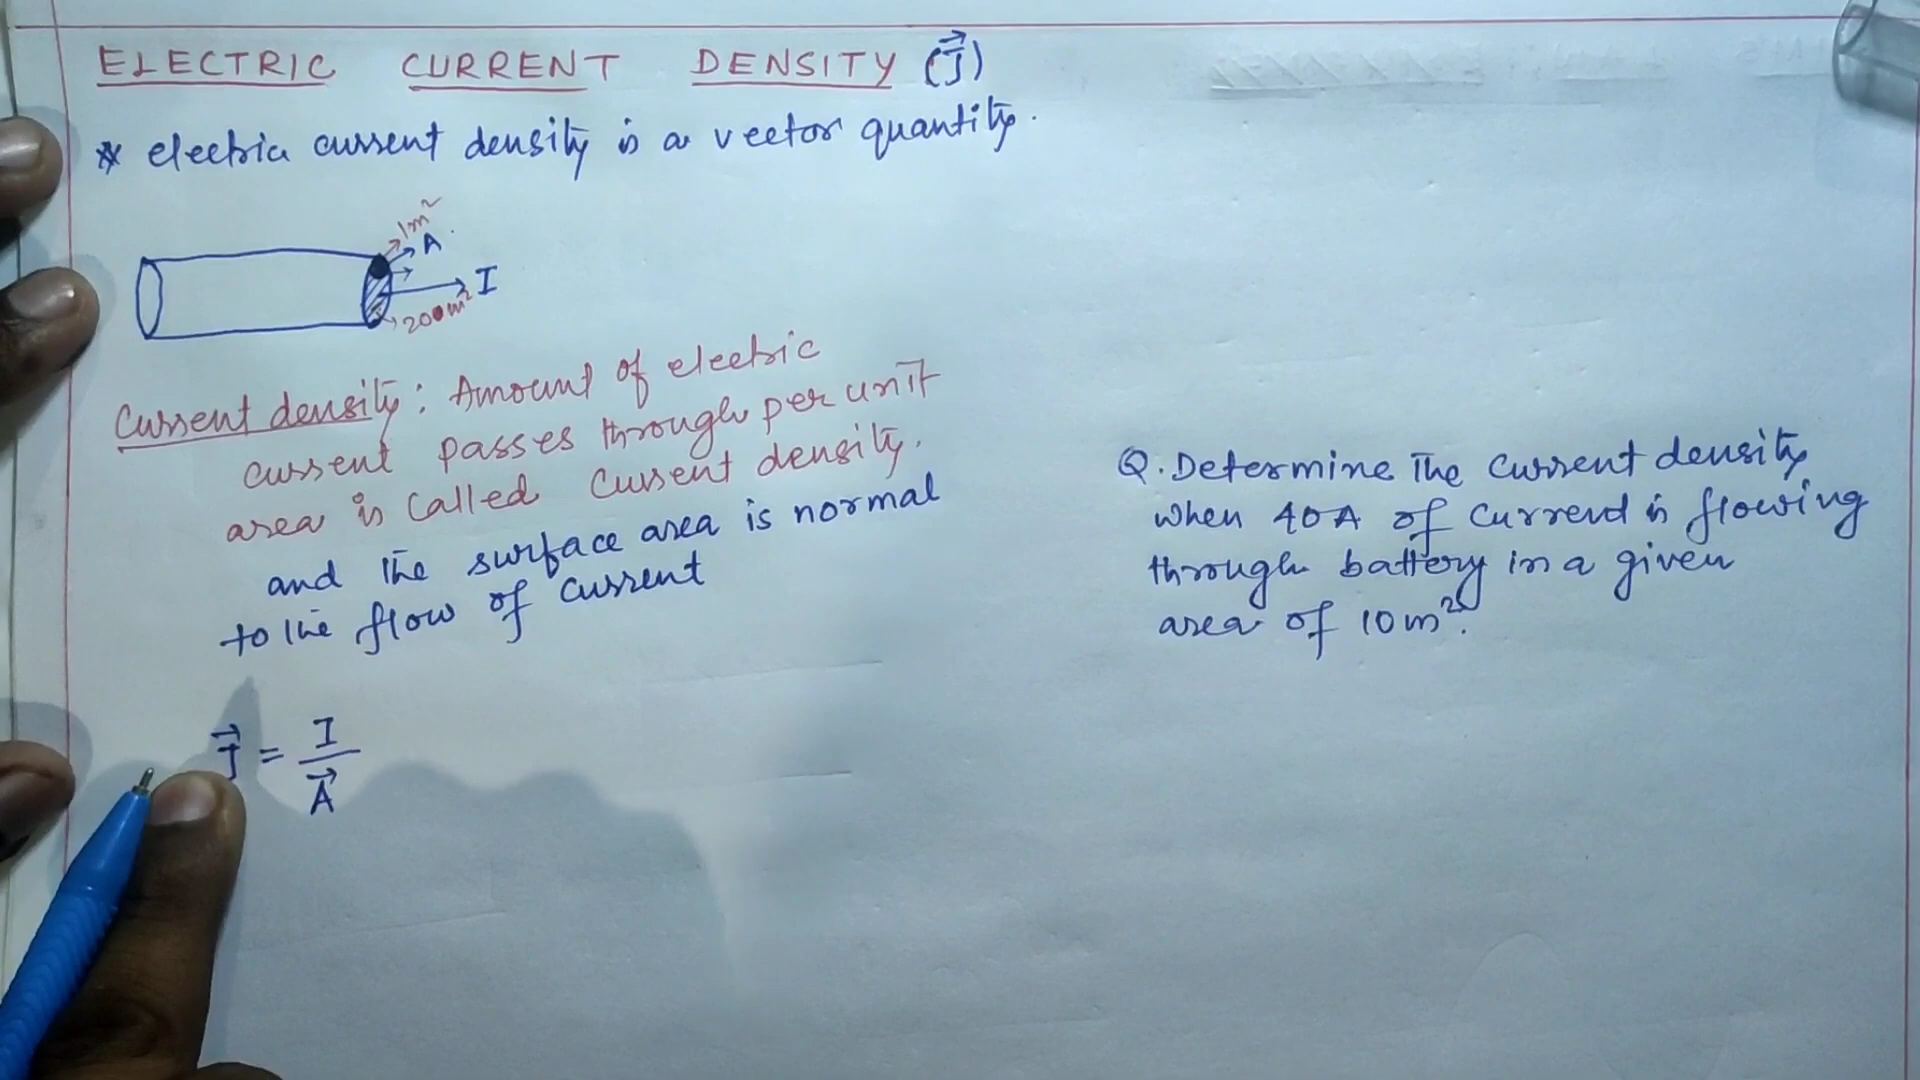 ELECTRIC CURRENT DENSITY (J⃗)
* electric current density is a vector quantity.
1m²
A
I
200m²
Current density: Amount of electric
current passes through per unit
area is called current density.
and the surface area is normal
to the flow of current
J⃗ = I / A⃗
Q. Determine The current density
when 40A of current is flowing
through battery in a given
area of 10m².